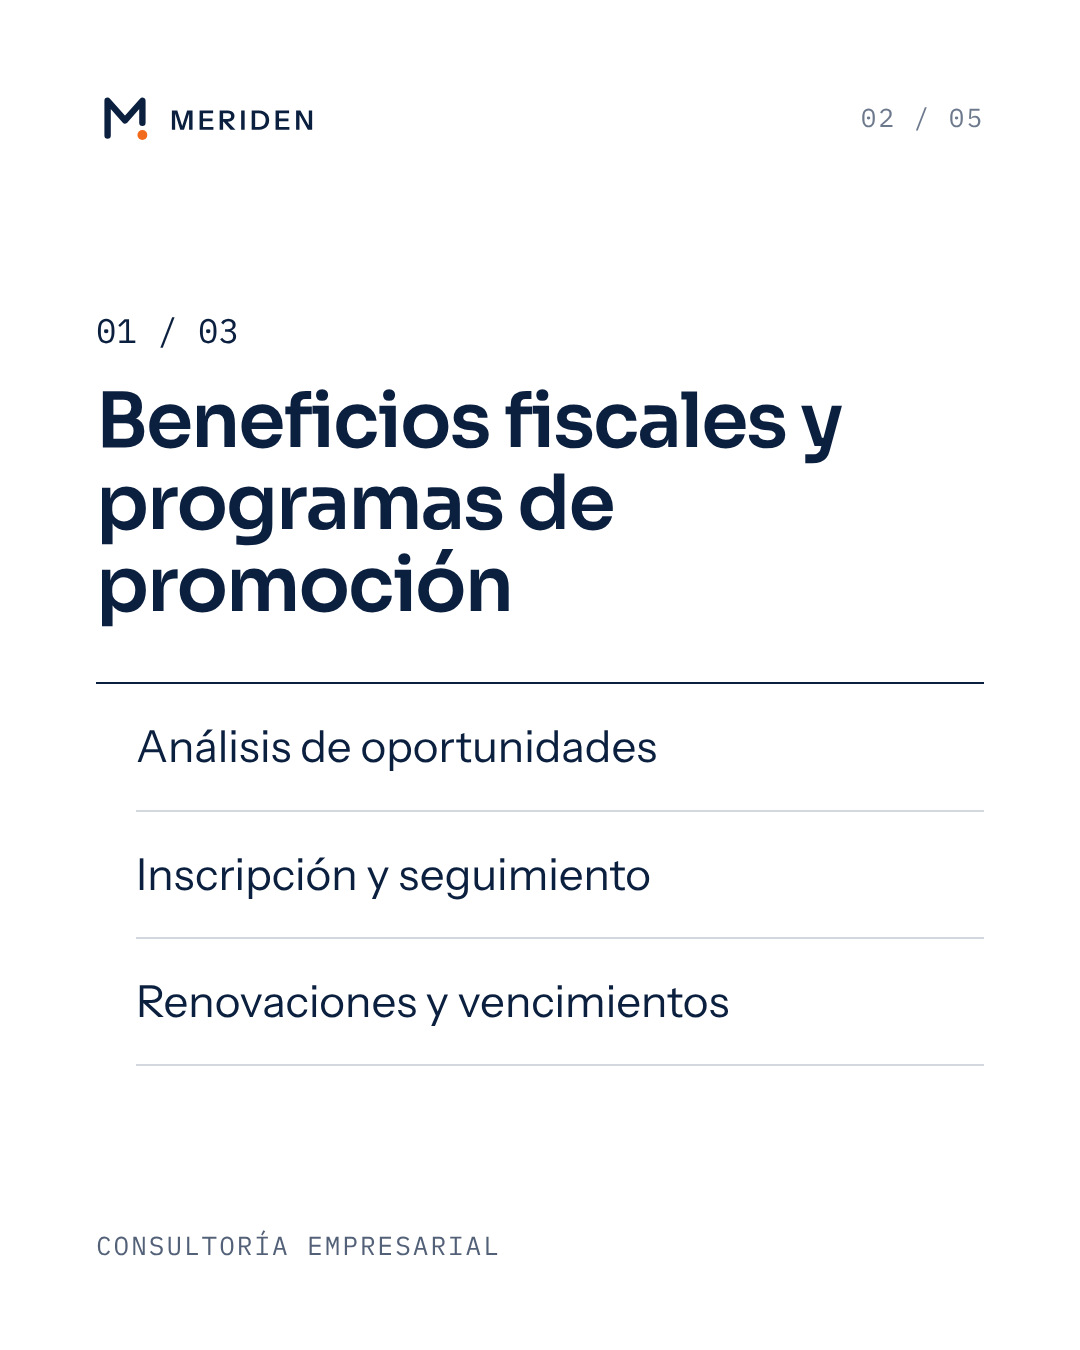 MERIDEN
02 / 05
01 / 03
Beneficios fiscales y
programas de
promoción
Análisis de oportunidades
Inscripción y seguimiento
Renovaciones y vencimientos
CONSULTORÍA EMPRESARIAL